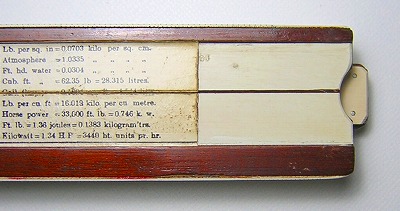 Lb. per sq. in = 0.0703 kilo per sq. cm.
Atmosphere = 1.0335 „ „ „ „
Ft. hd. water = 0.0304 „ „ „ „
Cub. ft. „ = 62.35 lb = 28.315 litres.
Lb. per cu ft = 16.018 kilo. per cu metre.
Horse power = 33,000 ft. lb. = 0.746 k. w.
Ft. lb. = 1.36 joules = 0.1383 kilogram'tra.
Kilowatt = 1.34 H.P = 3440 ht. units pr. hr.